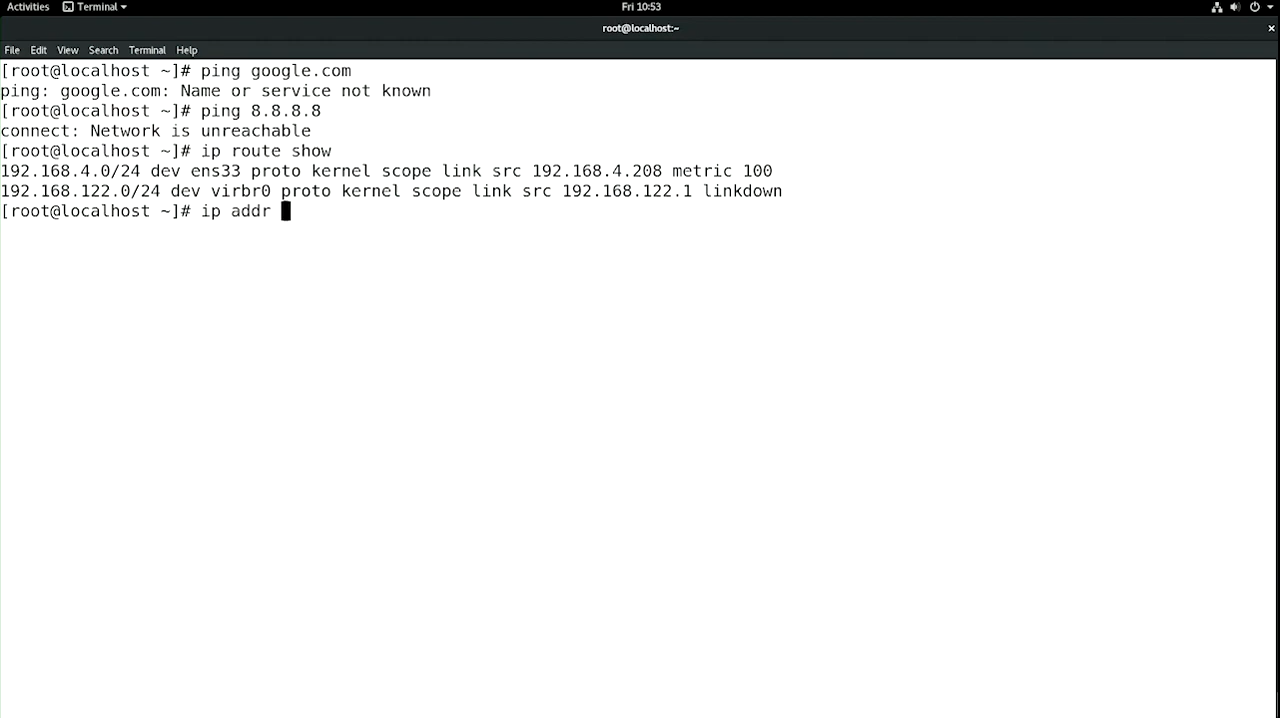 Activities Terminal Fri 10:53
root@localhost:~ ×
File Edit View Search Terminal Help
[root@localhost ~]# ping google.com
ping: google.com: Name or service not known
[root@localhost ~]# ping 8.8.8.8
connect: Network is unreachable
[root@localhost ~]# ip route show
192.168.4.0/24 dev ens33 proto kernel scope link src 192.168.4.208 metric 100
192.168.122.0/24 dev virbr0 proto kernel scope link src 192.168.122.1 linkdown
[root@localhost ~]# ip addr